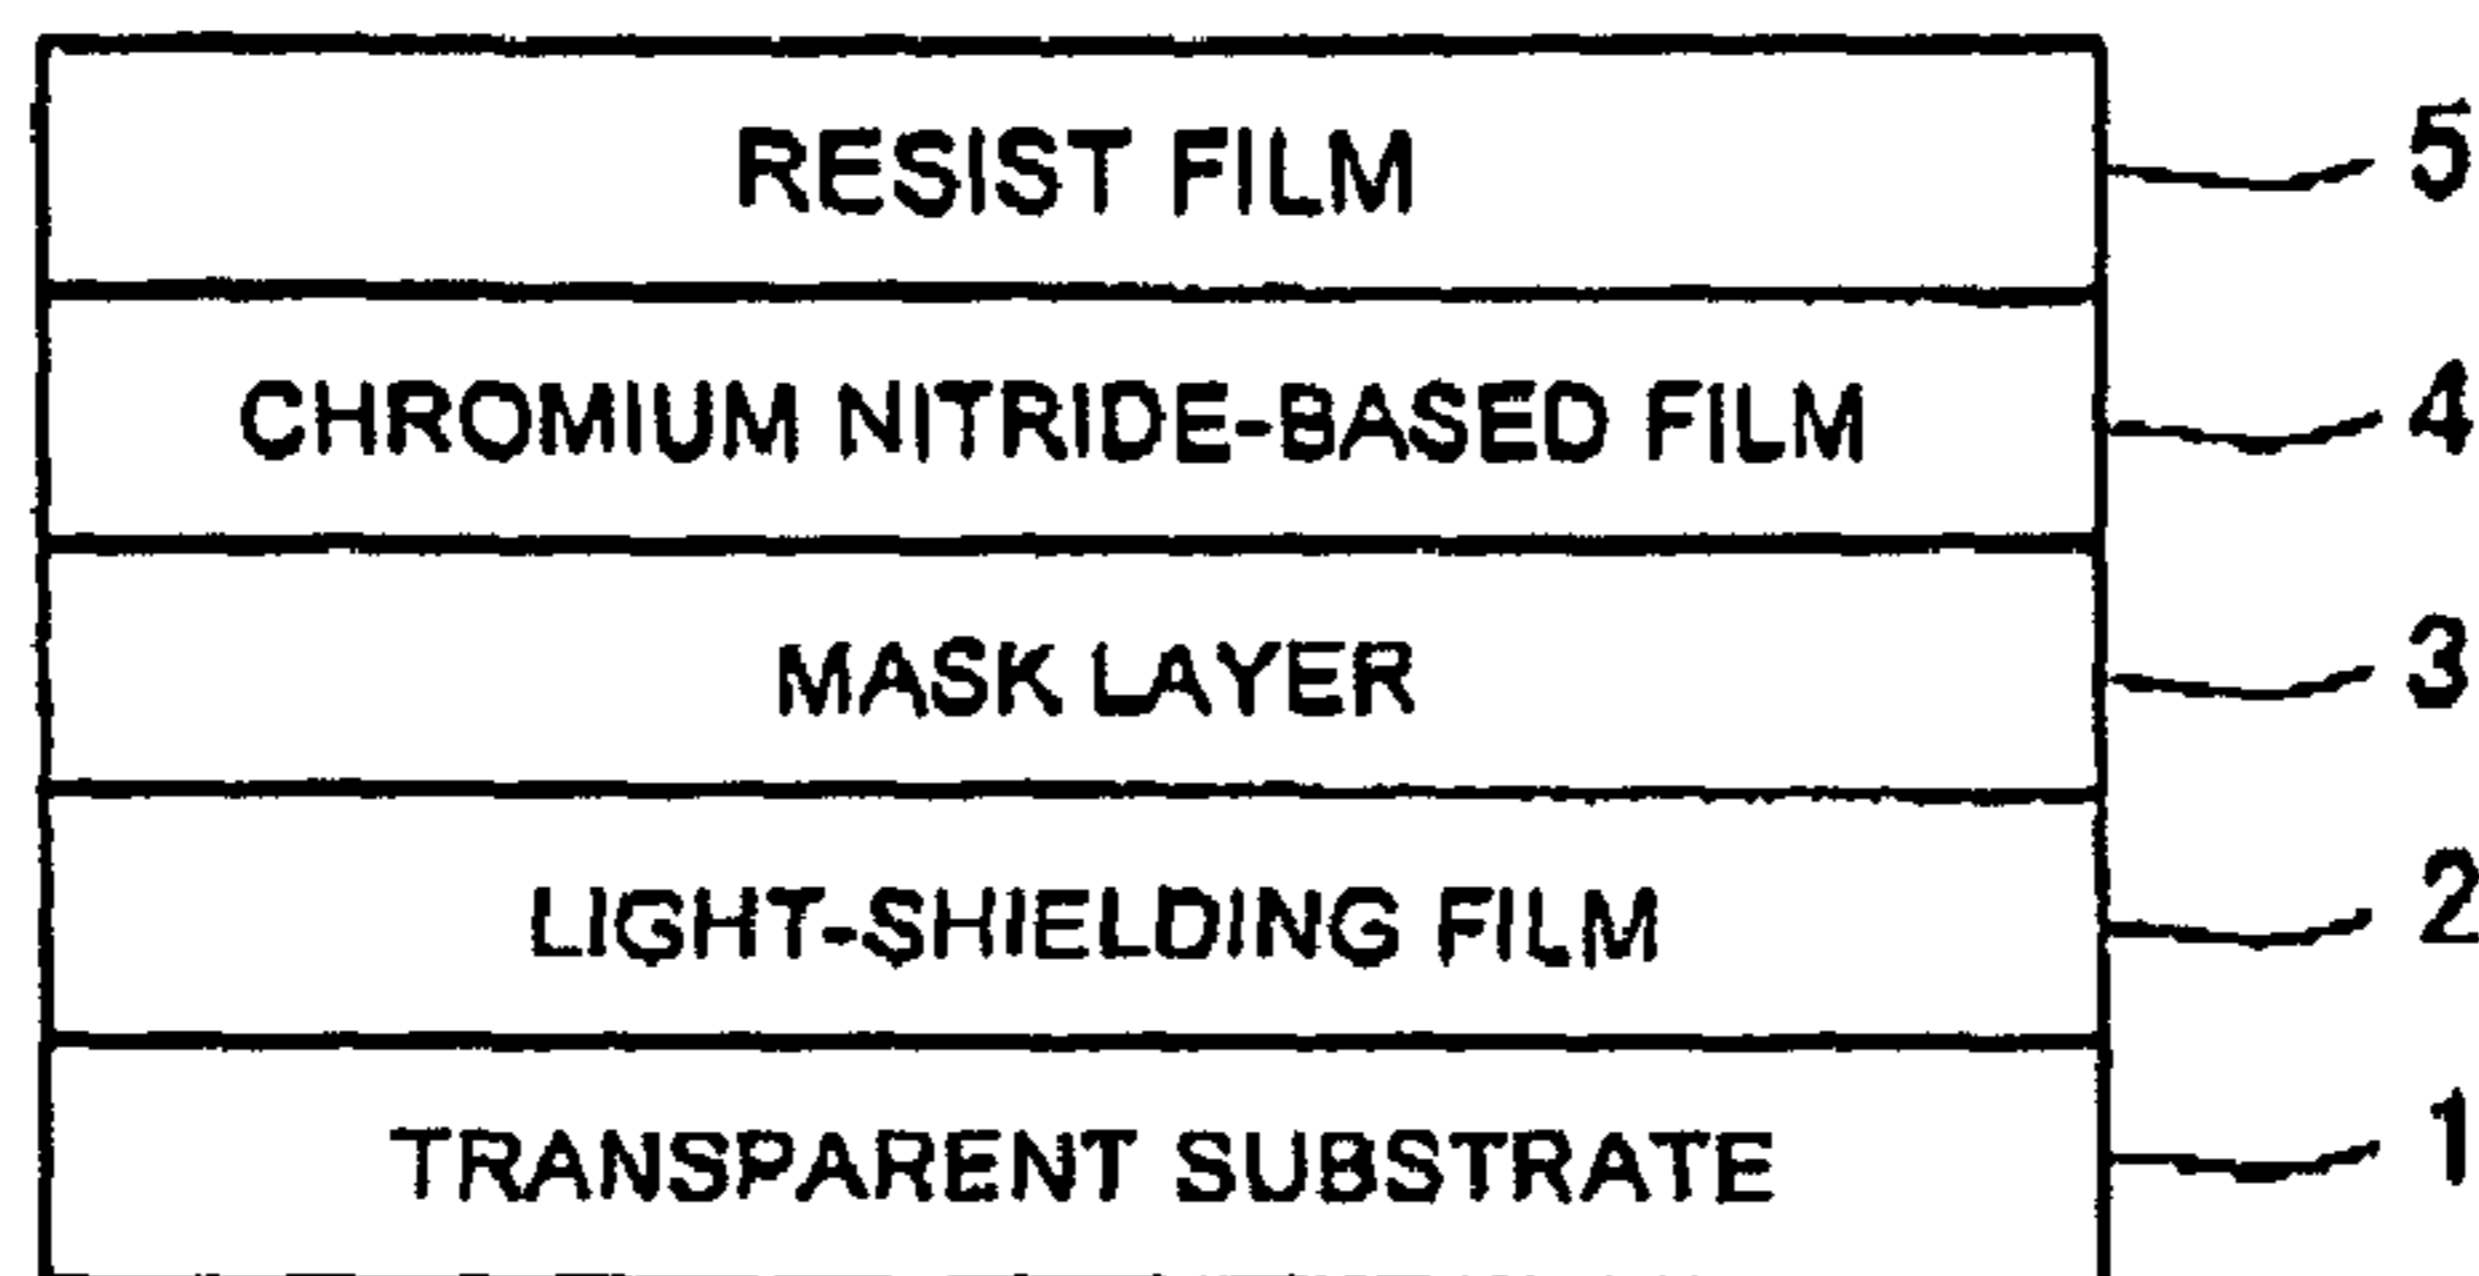 RESIST FILM 5
CHROMIUM NITRIDE-BASED FILM 4
MASK LAYER 3
LIGHT-SHIELDING FILM 2
TRANSPARENT SUBSTRATE 1